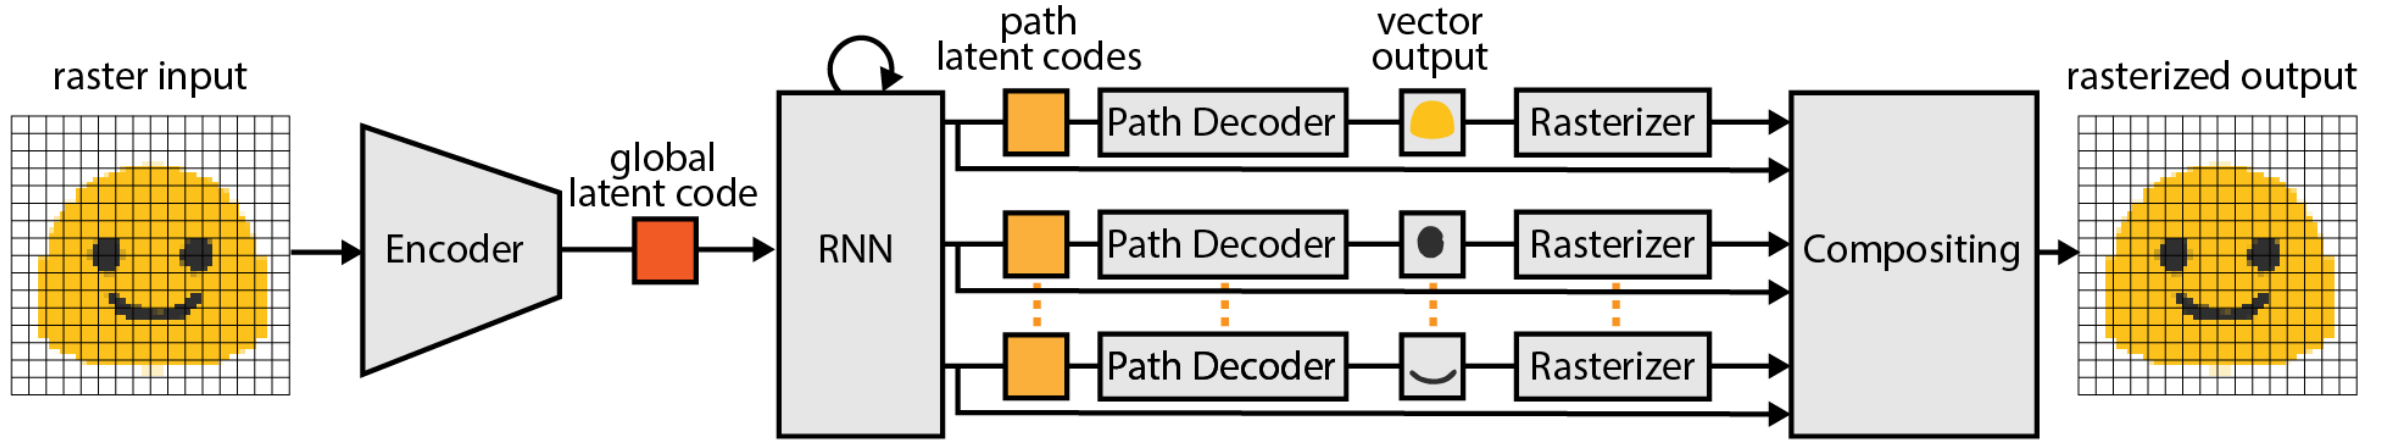 raster input
Encoder
global
latent code
RNN
path
latent codes
vector
output
Path Decoder
Rasterizer
Path Decoder
Rasterizer
Path Decoder
Rasterizer
Compositing
rasterized output